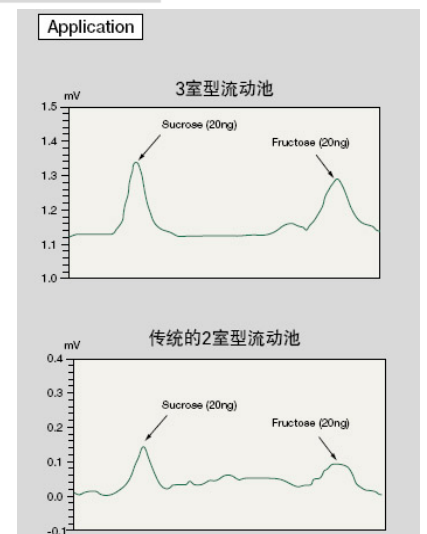 Application
3室型流动池
mV
1.5
Sucrose (20ng)
1.4
Fructose (20ng)
1.3
1.2
1.1
1.0
传统的2室型流动池
mV
0.4
0.3
Sucrose (20ng)
0.2
Fructose (20ng)
0.1
0.0
-0.1